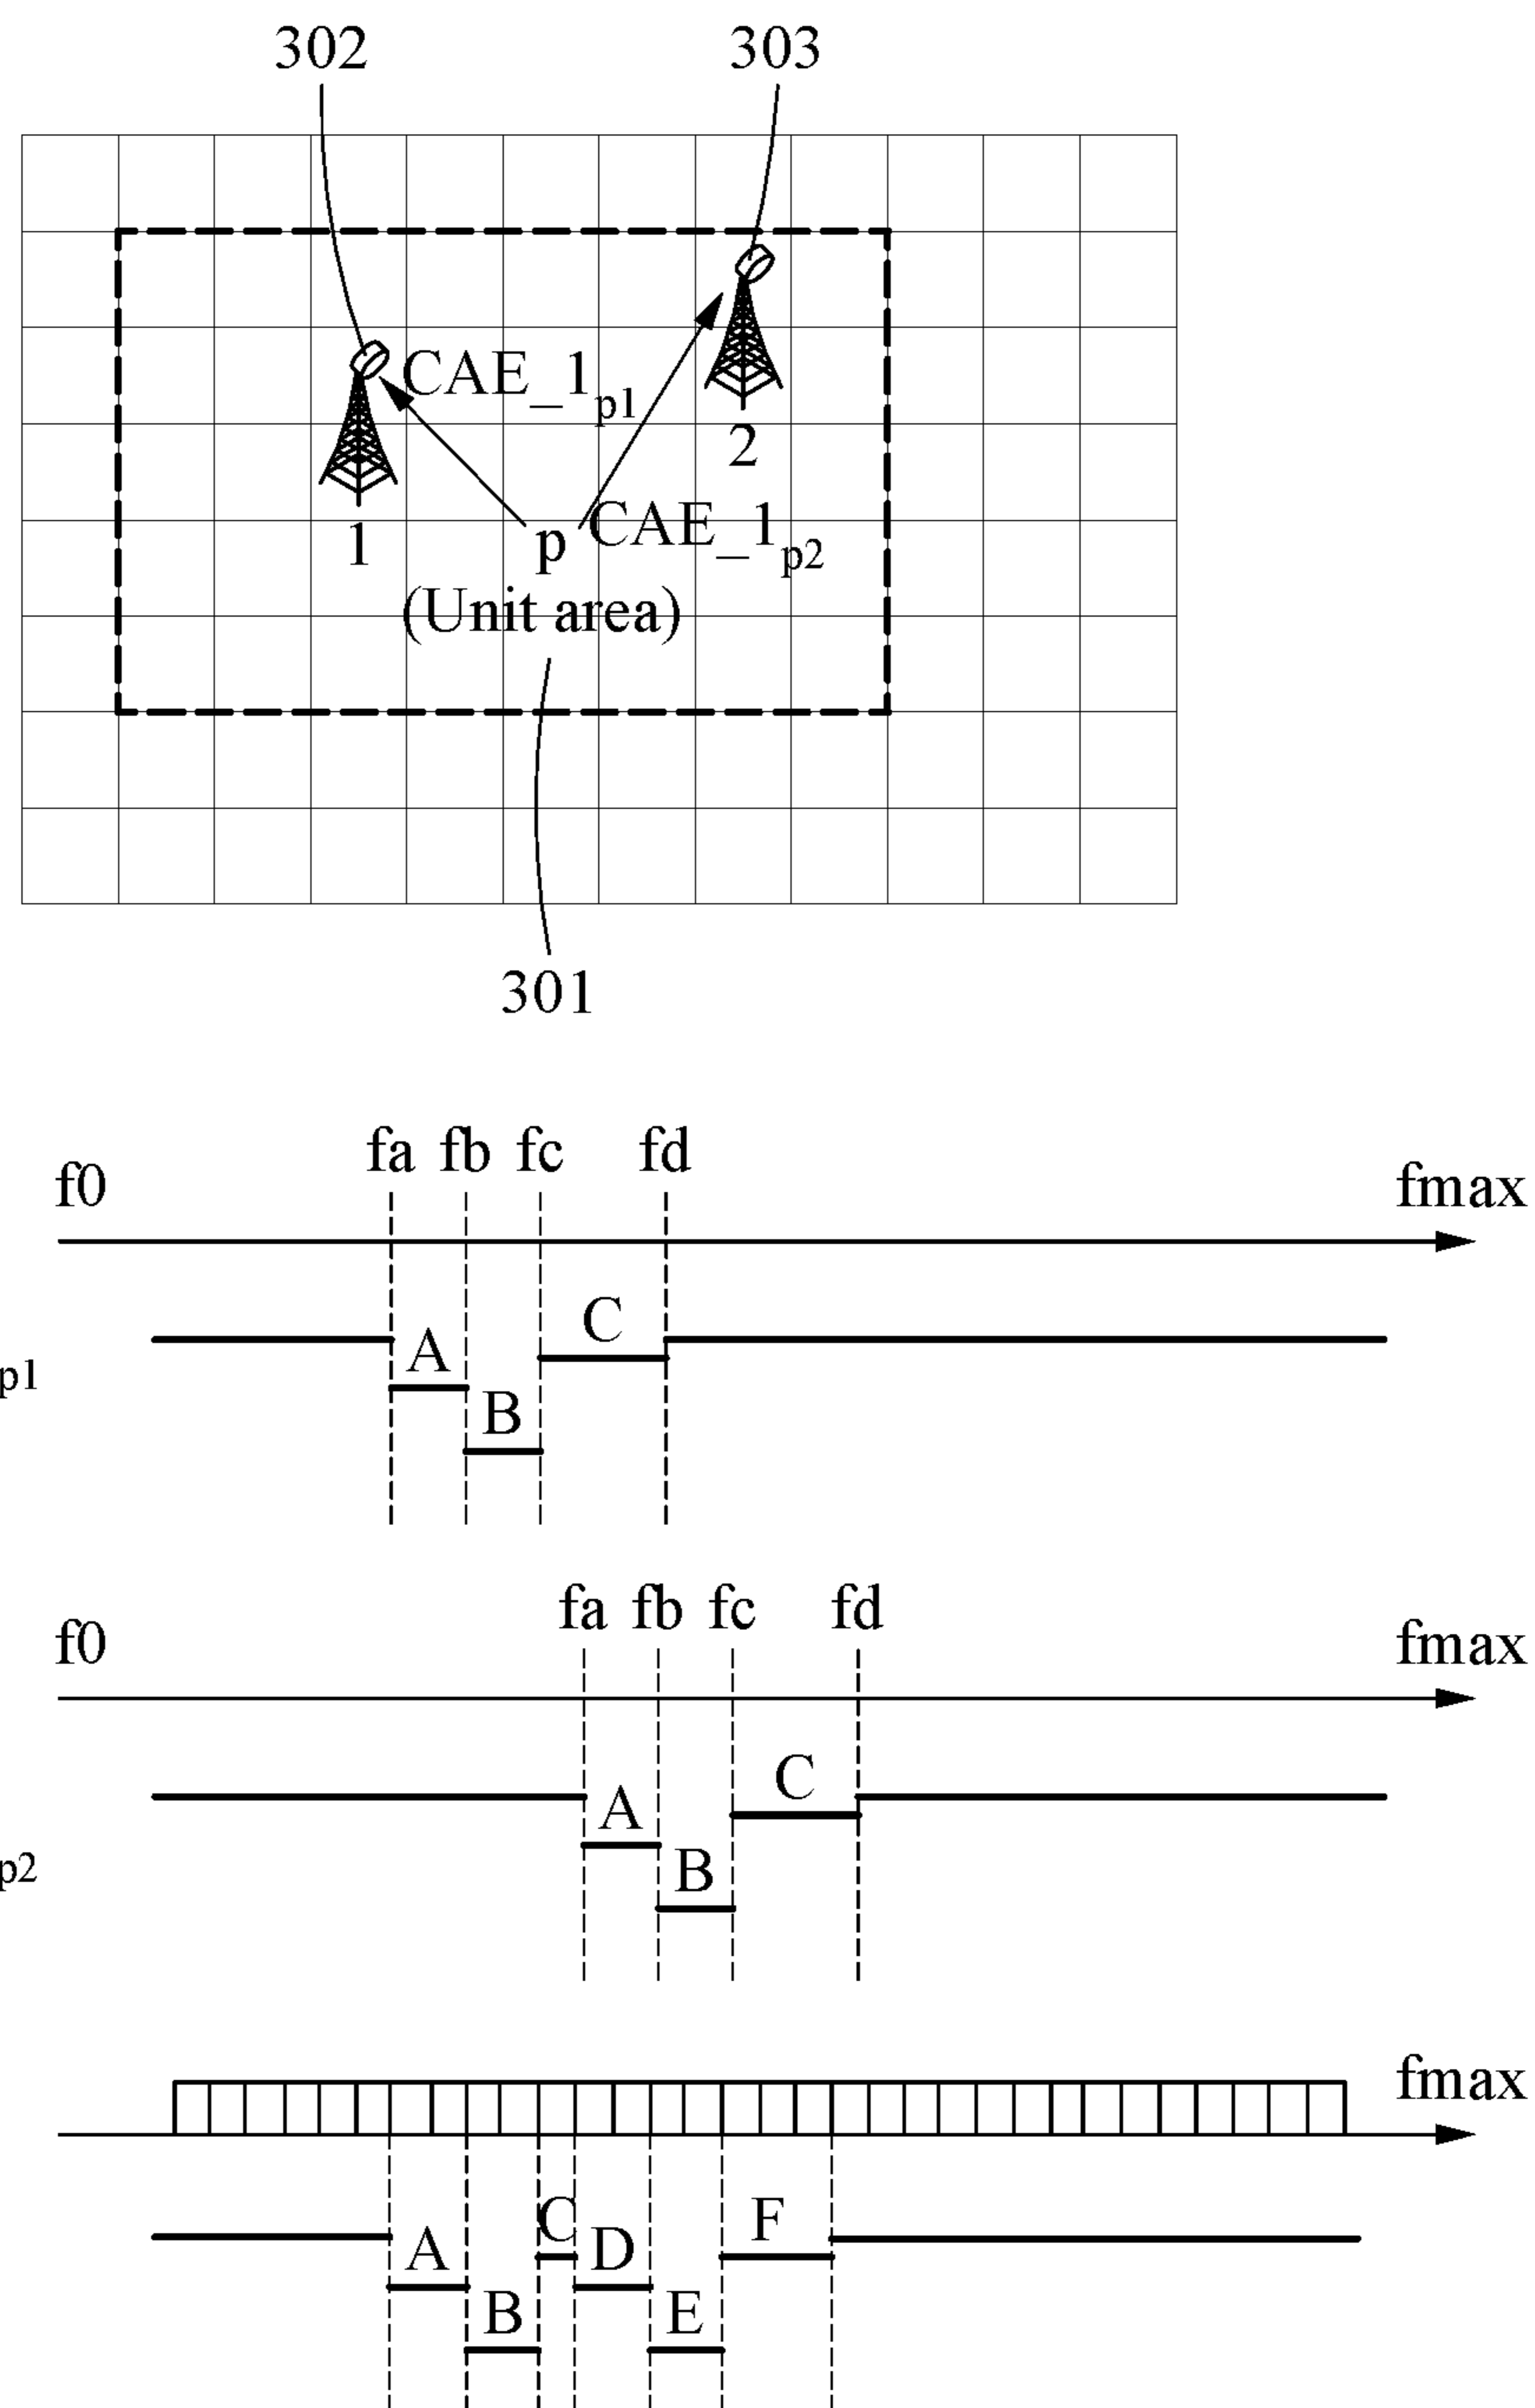 302
303
CAE_1p1
2
1
p
CAE_1p2
(Unit area)
301
fa fb fc fd
f0
fmax
C
A
p1
B
fa fb fc fd
f0
fmax
C
A
p2
B
fmax
C
F
A
D
B
E